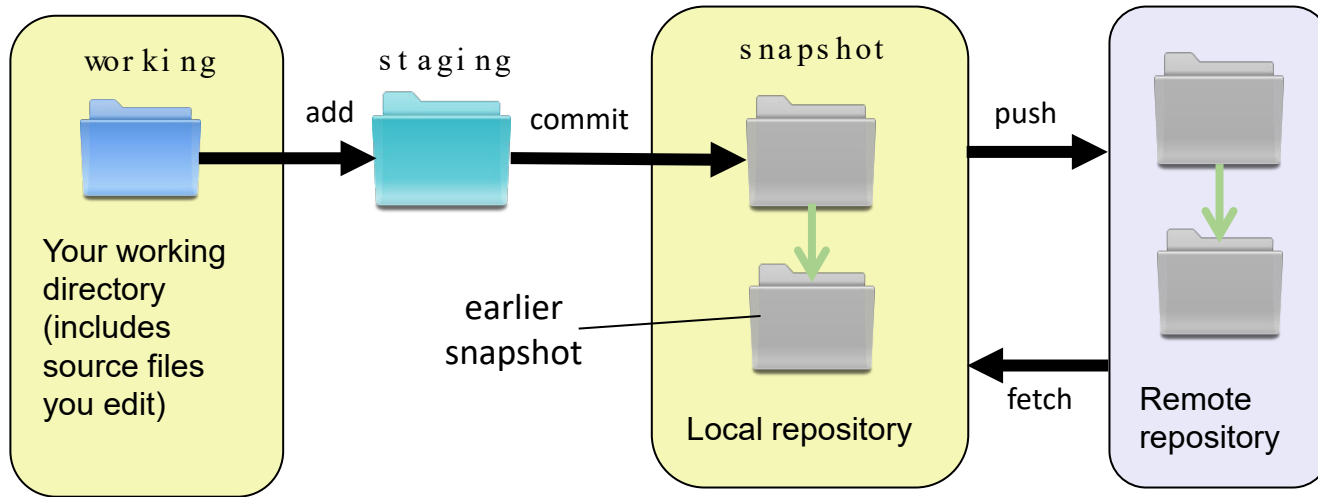 working
staging
snapshot
add
commit
push
Your working
directory
(includes
source files
you edit)
earlier
snapshot
fetch
Local repository
Remote
repository